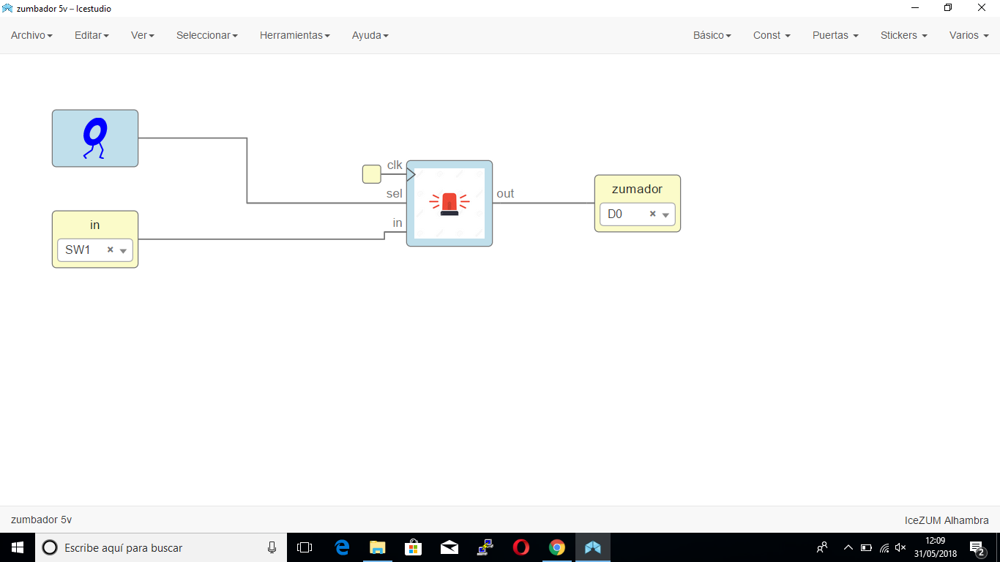 zumbador 5v – Icestudio
Archivo Editar Ver Seleccionar Herramientas Ayuda Básico Const Puertas Stickers Varios
clk
sel
in
out
zumador
D0 ×
in
SW1 ×
zumbador 5v
IceZUM Alhambra
Escribe aquí para buscar
12:09
31/05/2018
2